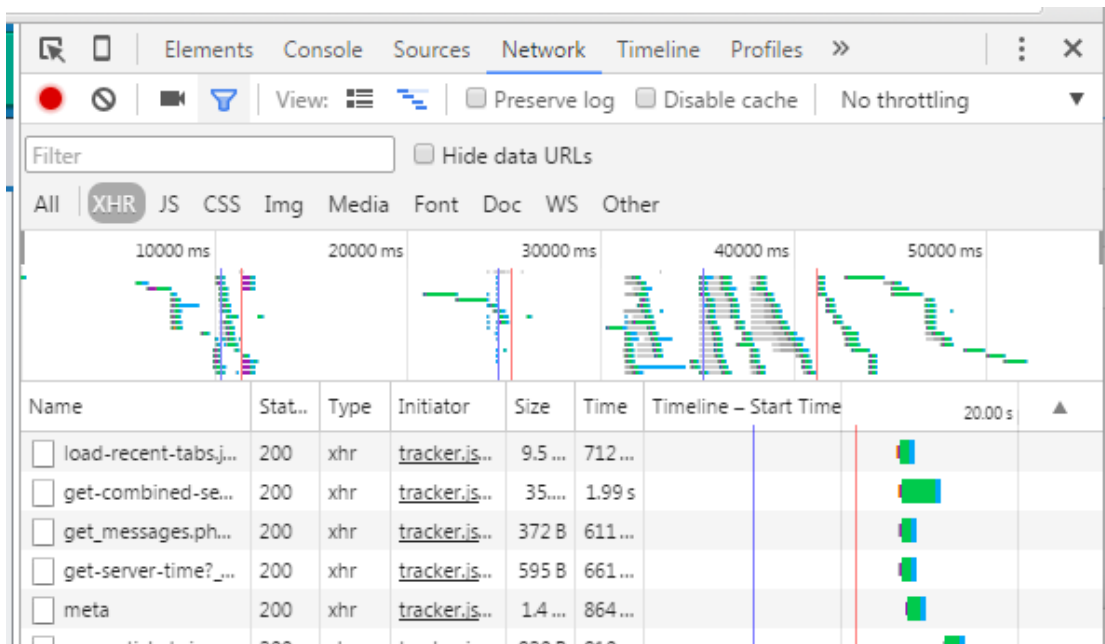 Elements Console Sources Network Timeline Profiles »
View: Preserve log Disable cache No throttling
Filter Hide data URLs
All XHR JS CSS Img Media Font Doc WS Other
10000 ms 20000 ms 30000 ms 40000 ms 50000 ms
Name Stat... Type Initiator Size Time Timeline – Start Time 20.00 s
load-recent-tabs.j... 200 xhr tracker.js... 9.5 ... 712...
get-combined-se... 200 xhr tracker.js... 35.... 1.99 s
get_messages.ph... 200 xhr tracker.js... 372 B 611...
get-server-time?_... 200 xhr tracker.js... 595 B 661...
meta 200 xhr tracker.js... 1.4 ... 864...